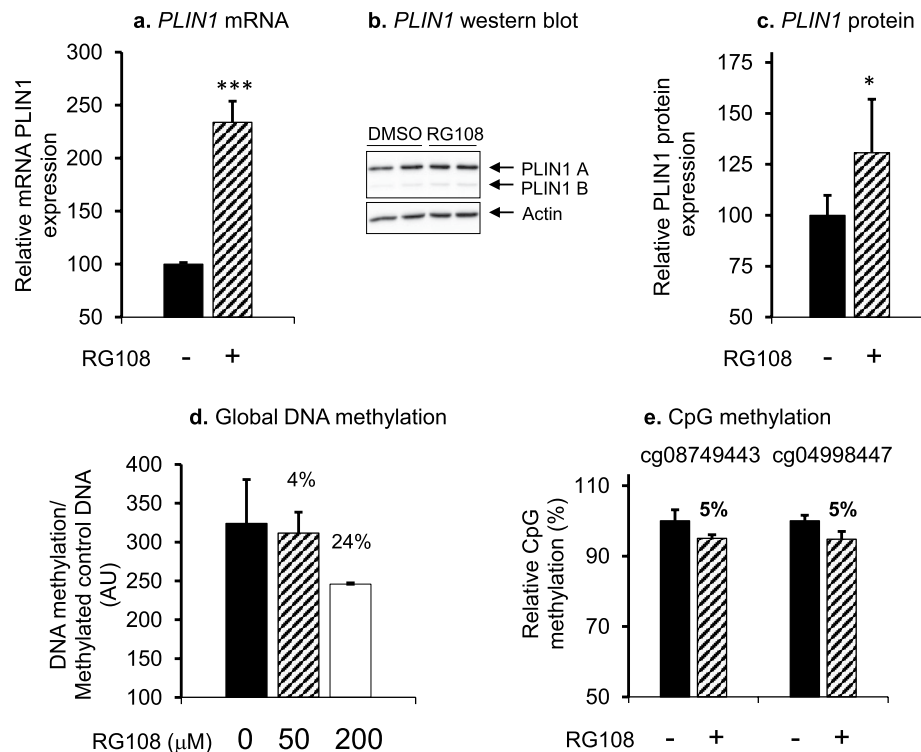 a. PLIN1 mRNA
Relative mRNA PLIN1
expression
300
250
200
150
100
50
***
RG108 - +
b. PLIN1 western blot
DMSO RG108
PLIN1 A
PLIN1 B
Actin
c. PLIN1 protein
Relative PLIN1 protein
expression
175
150
125
100
75
50
*
RG108 - +
d. Global DNA methylation
DNA methylation/
Methylated control DNA
(AU)
400
350
300
250
200
150
100
4%
24%
RG108 (µM) 0 50 200
e. CpG methylation
cg08749443 cg04998447
Relative CpG
methylation (%)
110
90
70
50
5% 5%
RG108 - + - +